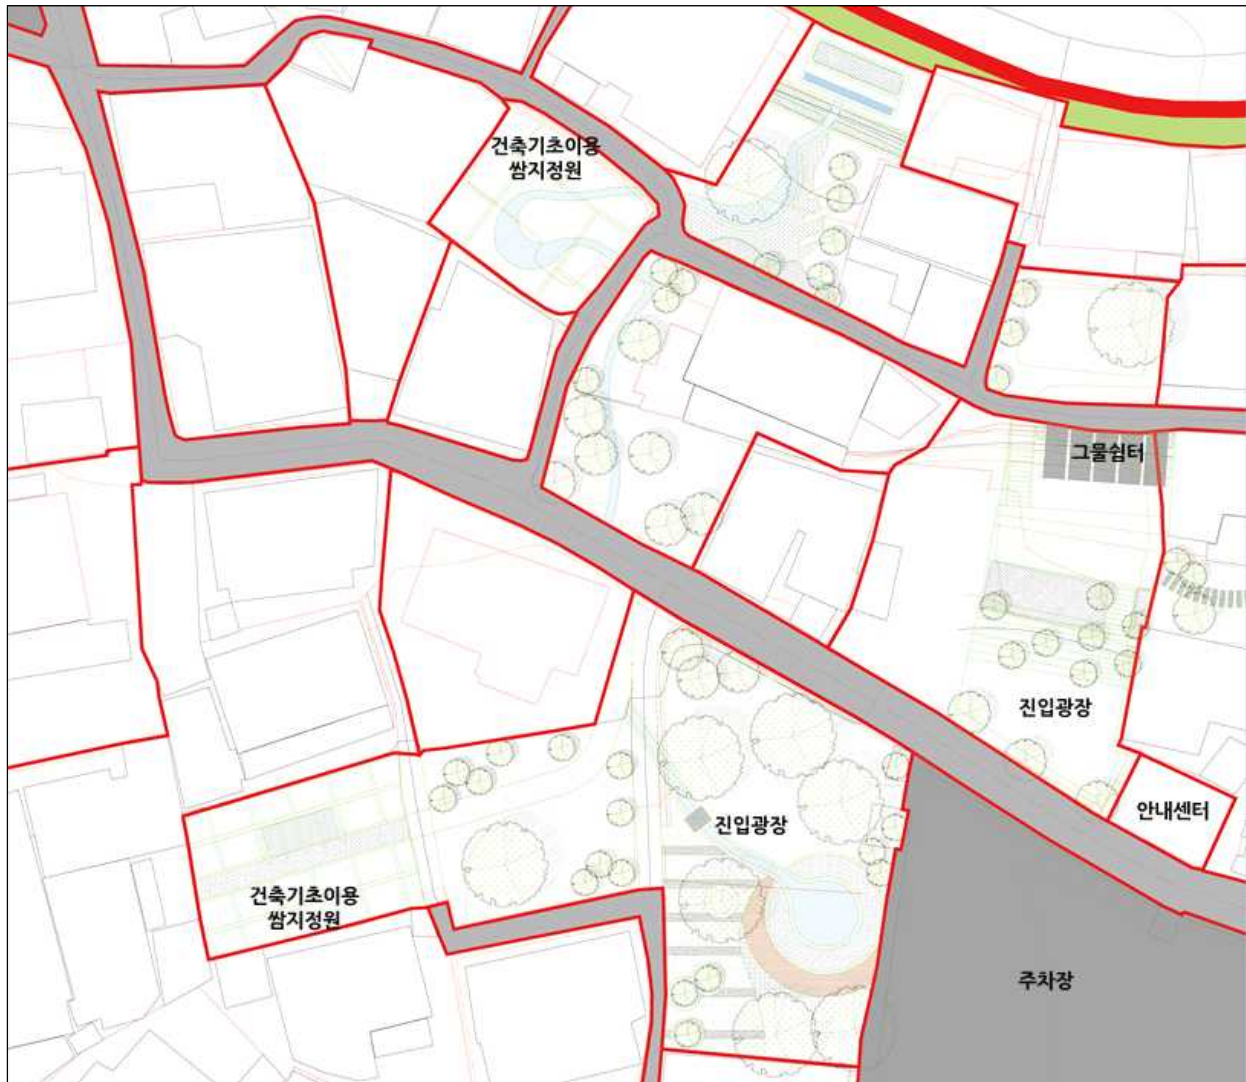 건축기초이용
쌈지정원
그물쉼터
진입광장
안내센터
진입광장
건축기초이용
쌈지정원
주차장